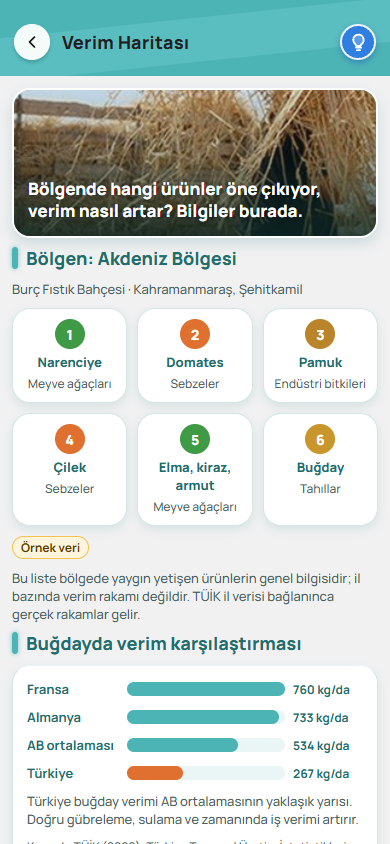 Verim Haritası
Bölgende hangi ürünler öne çıkıyor,
verim nasıl artar? Bilgiler burada.
Bölgen: Akdeniz Bölgesi
Burç Fıstık Bahçesi · Kahramanmaraş, Şehitkamil
1
Narenciye
Meyve ağaçları
2
Domates
Sebzeler
3
Pamuk
Endüstri bitkileri
4
Çilek
Sebzeler
5
Elma, kiraz,
armut
Meyve ağaçları
6
Buğday
Tahıllar
Örnek veri
Bu liste bölgede yaygın yetişen ürünlerin genel bilgisidir; il
bazında verim rakamı değildir. TÜİK il verisi bağlanınca
gerçek rakamlar gelir.
Buğdayda verim karşılaştırması
Fransa 760 kg/da
Almanya 733 kg/da
AB ortalaması 534 kg/da
Türkiye 267 kg/da
Türkiye buğday verimi AB ortalamasının yaklaşık yarısı.
Doğru gübreleme, sulama ve zamanında iş verimi artırır.